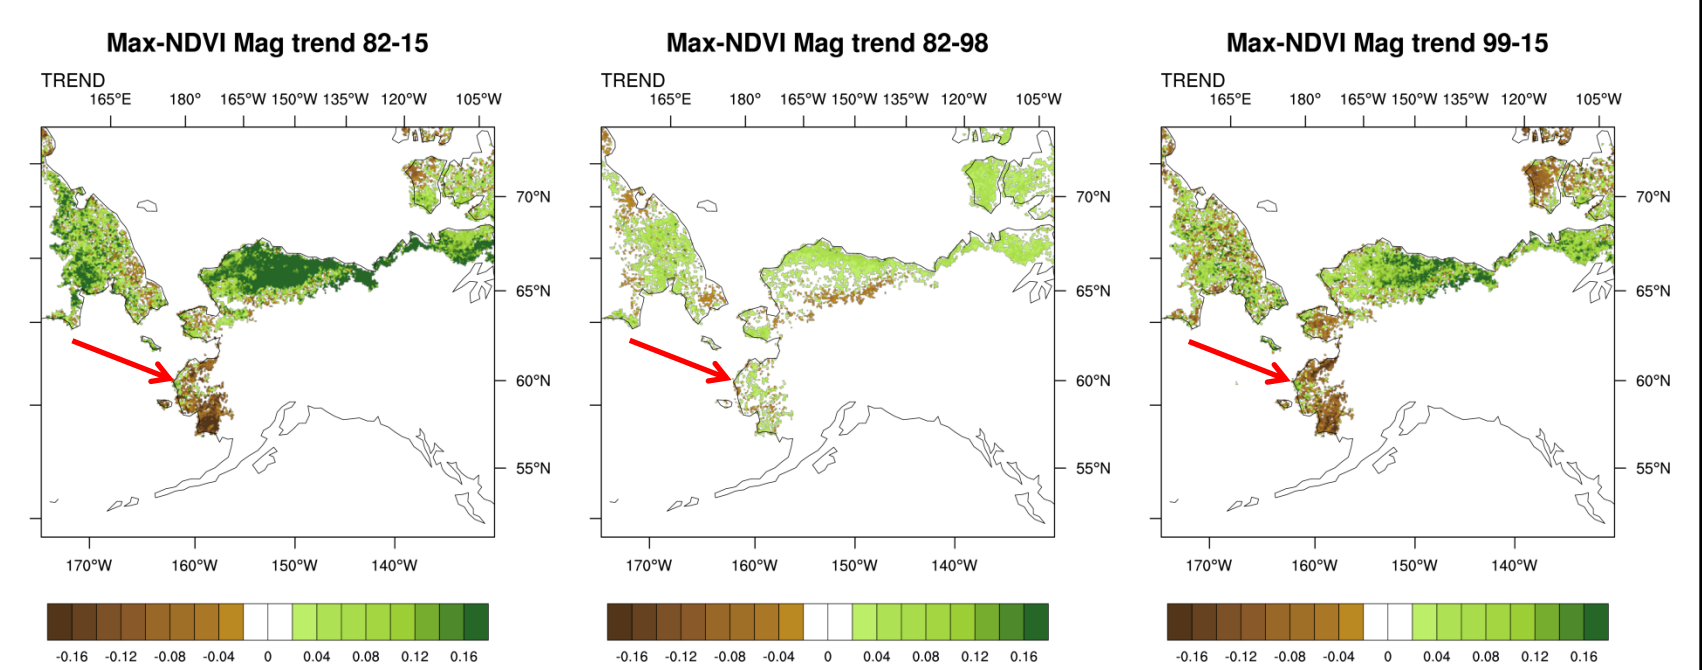 Max-NDVI Mag trend 82-15
TREND
165°E 180° 165°W 150°W 135°W 120°W 105°W
70°N
65°N
60°N
55°N
170°W 160°W 150°W 140°W
-0.16 -0.12 -0.08 -0.04 0 0.04 0.08 0.12 0.16
Max-NDVI Mag trend 82-98
TREND
165°E 180° 165°W 150°W 135°W 120°W 105°W
70°N
65°N
60°N
55°N
170°W 160°W 150°W 140°W
-0.16 -0.12 -0.08 -0.04 0 0.04 0.08 0.12 0.16
Max-NDVI Mag trend 99-15
TREND
165°E 180° 165°W 150°W 135°W 120°W 105°W
70°N
65°N
60°N
55°N
170°W 160°W 150°W 140°W
-0.16 -0.12 -0.08 -0.04 0 0.04 0.08 0.12 0.16